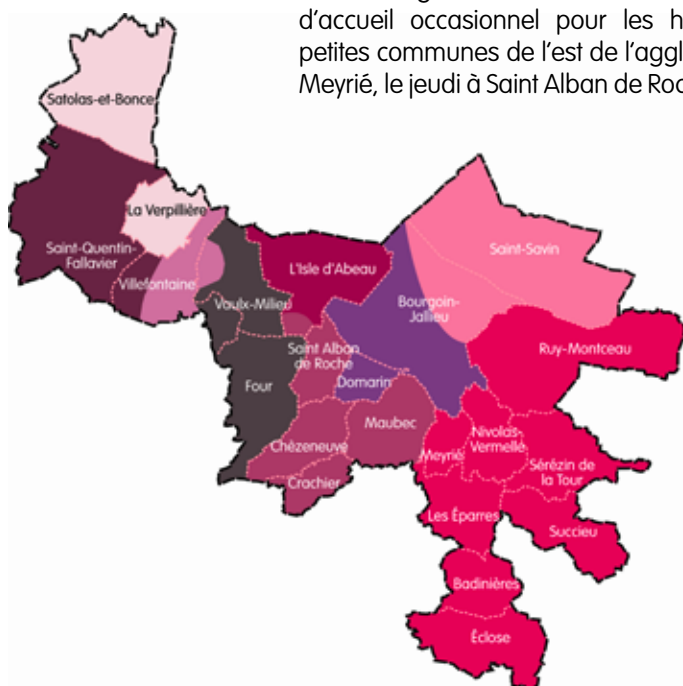 d'accueil occasionnel pour les h
petites communes de l'est de l'aggl
Meyrié, le jeudi à Saint Alban de Roc
Satolas-et-Bonce
La Verpillière
Saint-Quentin-
Fallavier
Villefontaine
L'Isle d'Abeau
Saint-Savin
Vaulx-Milieu
Bourgoin-
Jallieu
Ruy-Montceau
Saint Alban
de Roche
Domarin
Four
Maubec
Chèzeneuve
Meyrié
Nivolas-
Vermelle
Sérézin de
la Tour
Crachier
Les Éparres
Succieu
Badinières
Éclose